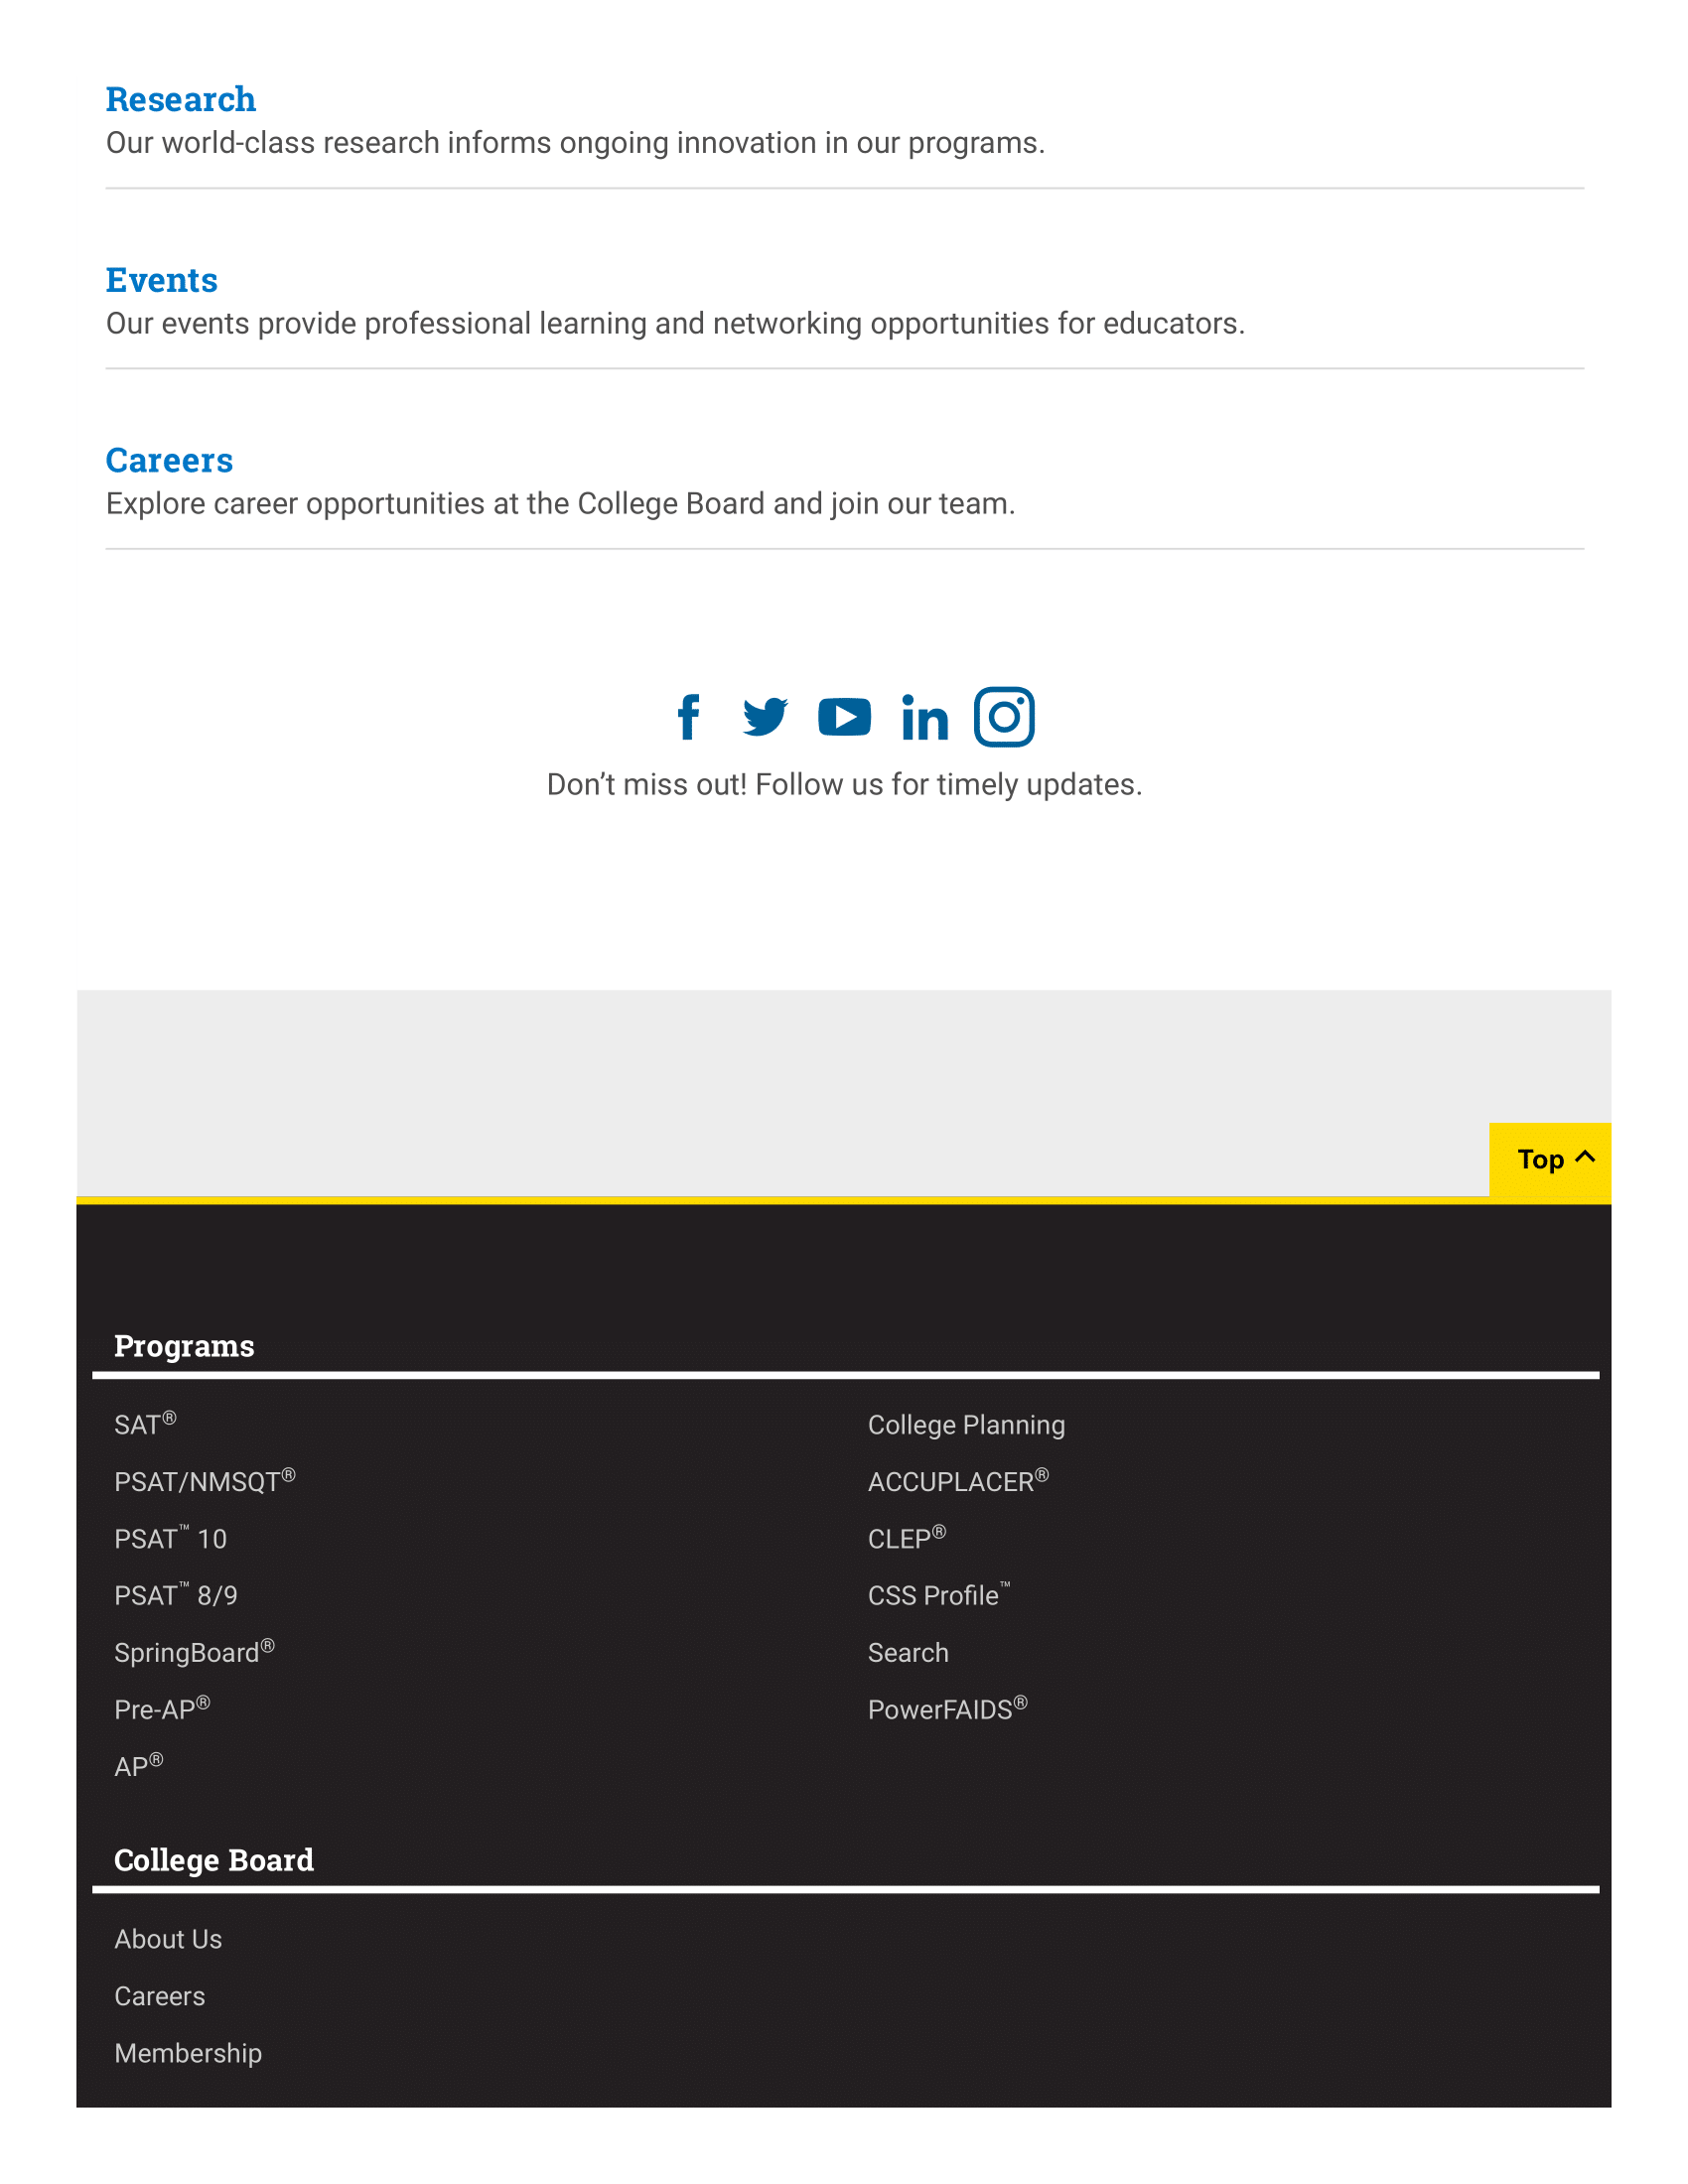 Research
Our world-class research informs ongoing innovation in our programs.
Events
Our events provide professional learning and networking opportunities for educators.
Careers
Explore career opportunities at the College Board and join our team.
Don’t miss out! Follow us for timely updates.
Top
Programs
SAT®
PSAT/NMSQT®
PSAT™ 10
PSAT™ 8/9
SpringBoard®
Pre-AP®
AP®
College Planning
ACCUPLACER®
CLEP®
CSS Profile™
Search
PowerFAIDS®
College Board
About Us
Careers
Membership